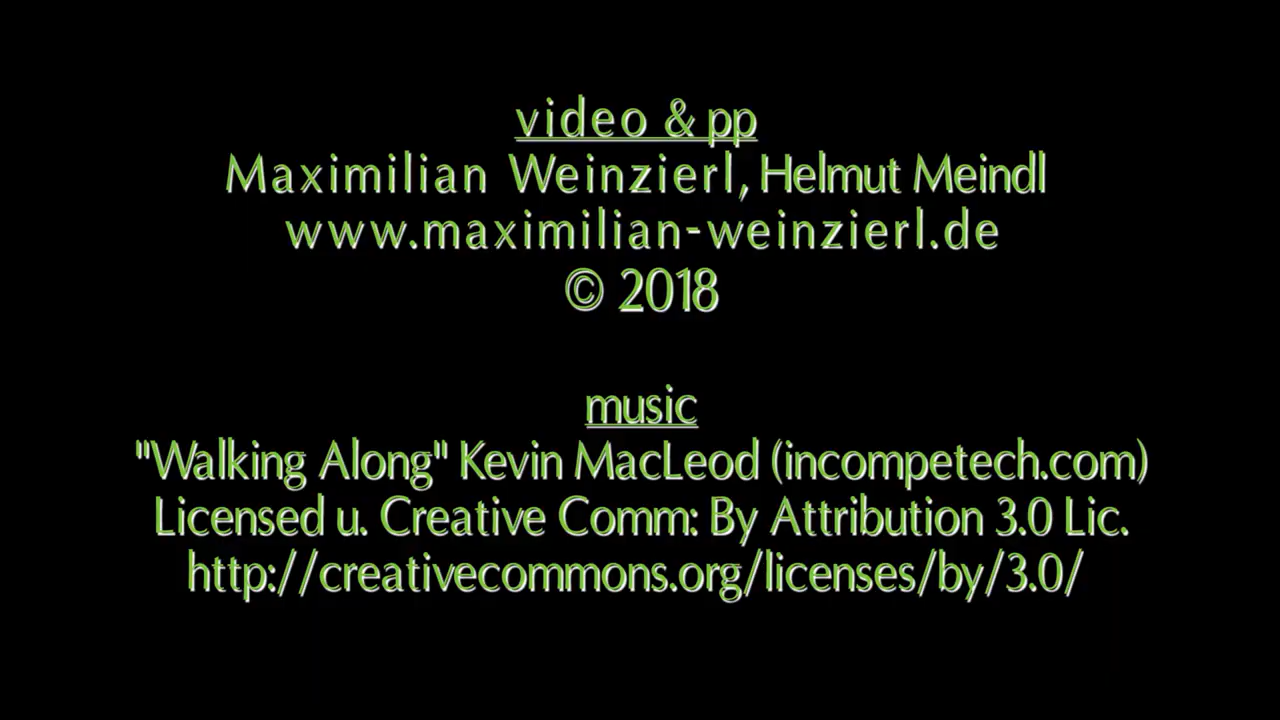 video & pp
Maximilian Weinzierl, Helmut Meindl
www.maximilian-weinzierl.de
© 2018
music
"Walking Along" Kevin MacLeod (incompetech.com)
Licensed u. Creative Comm: By Attribution 3.0 Lic.
http://creativecommons.org/licenses/by/3.0/